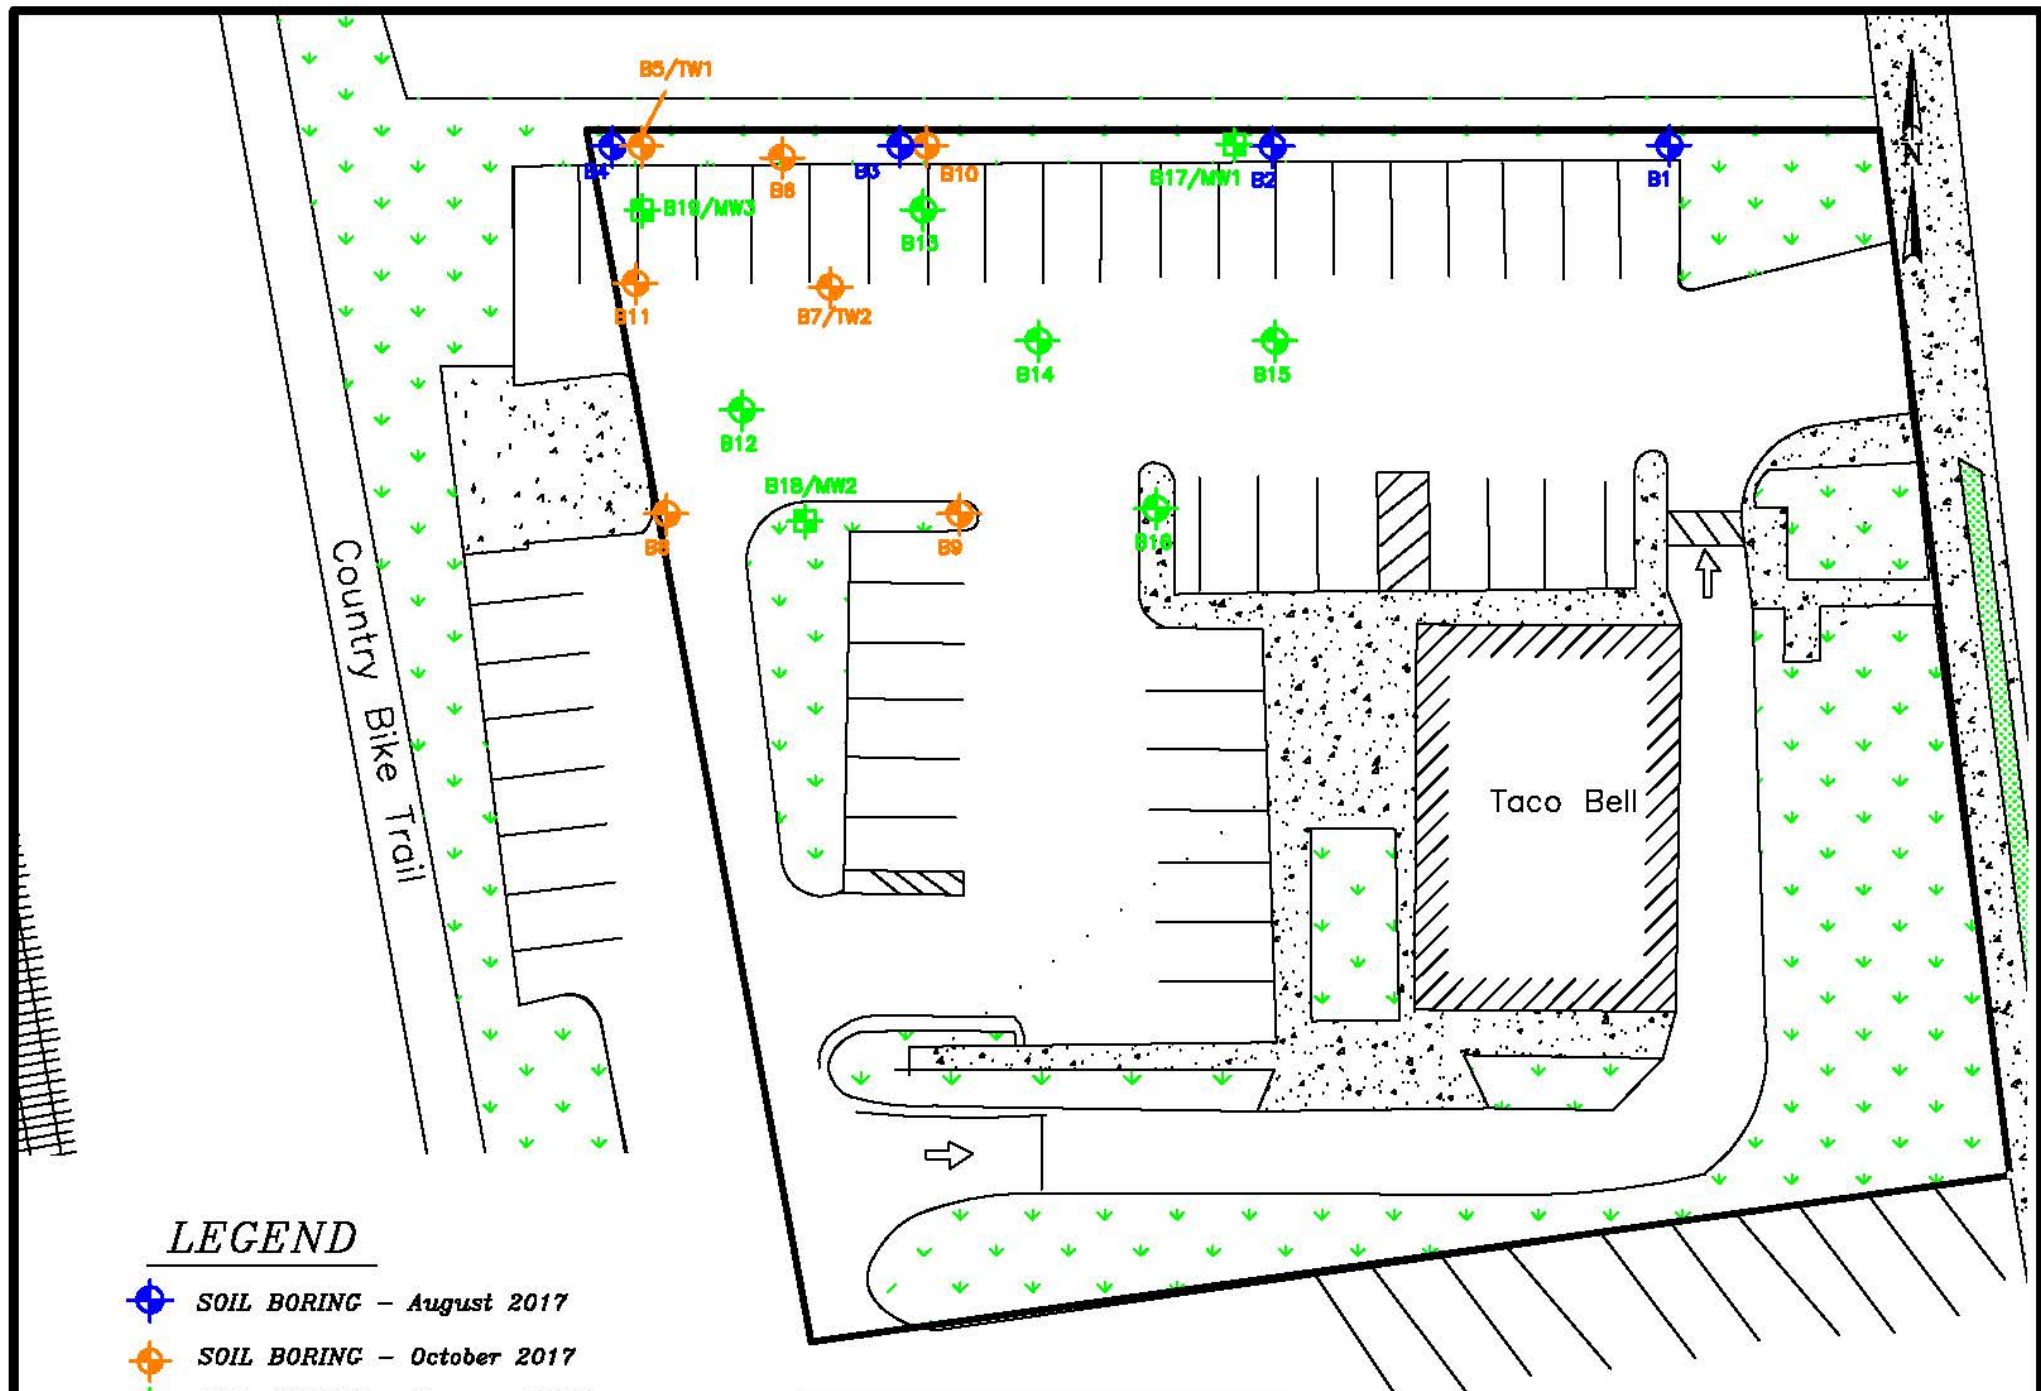 B5/TW1
N
B4
B6
B3
B10
B17/MW1
B2
B1
B19/MW3
B13
B11
B7/TW2
B14
B15
B12
B18/MW2
B8
B9
B16
Country Bike Trail
Taco Bell
LEGEND
SOIL BORING - August 2017
SOIL BORING - October 2017